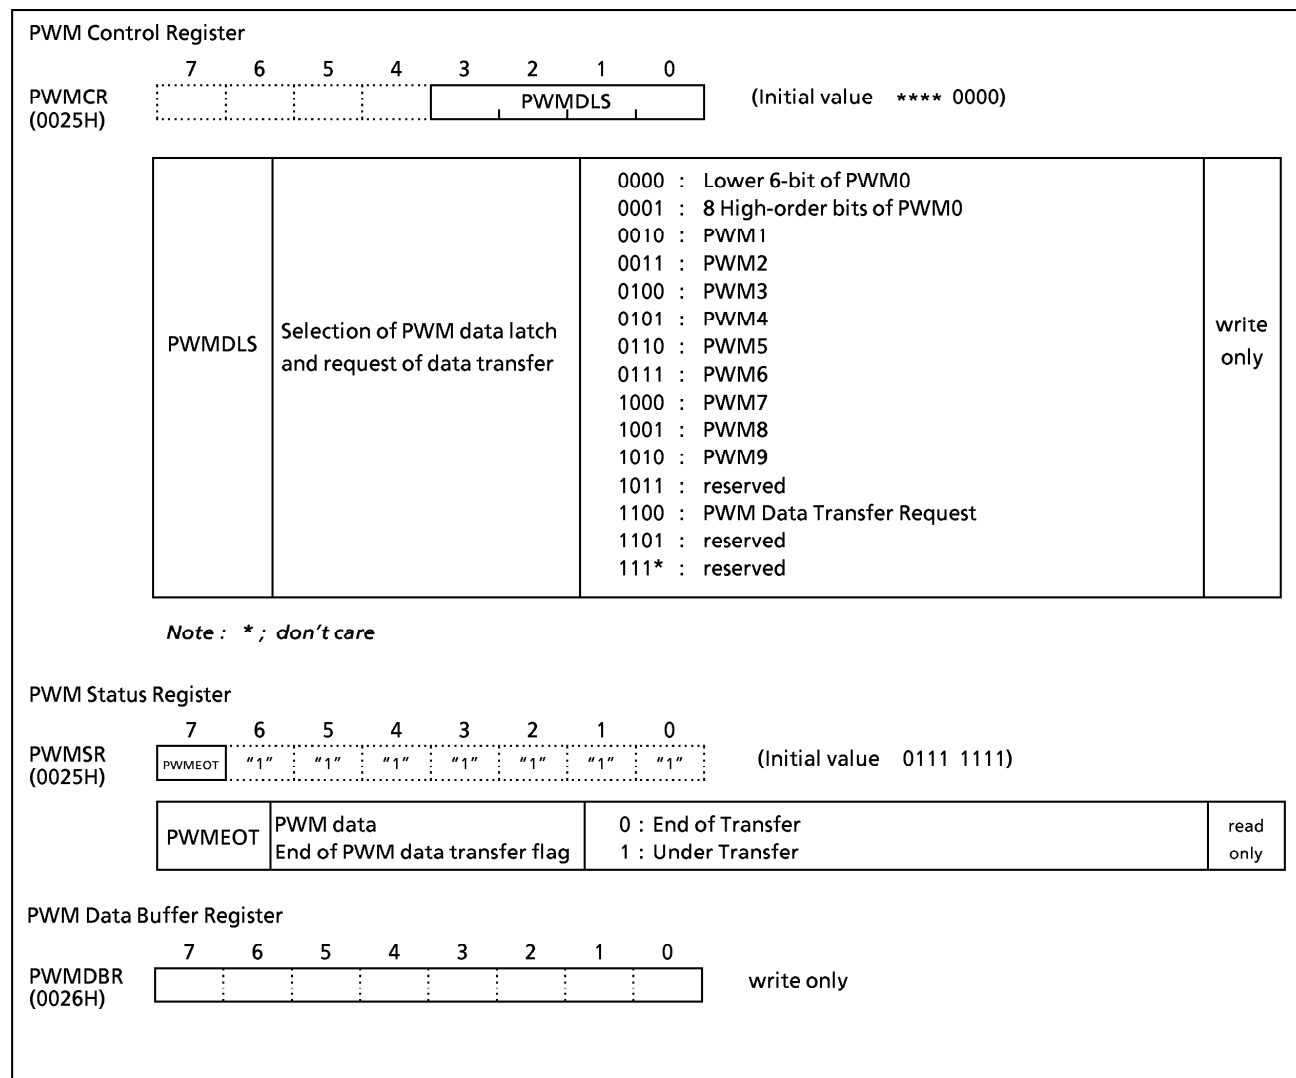 PWM Control Register
7 6 5 4 3 2 1 0
PWMCR
(0025H)
PWMDLS
(Initial value **** 0000)
PWMDLS
Selection of PWM data latch
and request of data transfer
0000 : Lower 6-bit of PWM0
0001 : 8 High-order bits of PWM0
0010 : PWM1
0011 : PWM2
0100 : PWM3
0101 : PWM4
0110 : PWM5
0111 : PWM6
1000 : PWM7
1001 : PWM8
1010 : PWM9
1011 : reserved
1100 : PWM Data Transfer Request
1101 : reserved
111* : reserved
write
only
Note : * ; don't care
PWM Status Register
7 6 5 4 3 2 1 0
PWMSR
(0025H)
PWMEOT "1" "1" "1" "1" "1" "1" "1"
(Initial value 0111 1111)
PWMEOT
PWM data
End of PWM data transfer flag
0 : End of Transfer
1 : Under Transfer
read
only
PWM Data Buffer Register
7 6 5 4 3 2 1 0
PWMDBR
(0026H)
write only